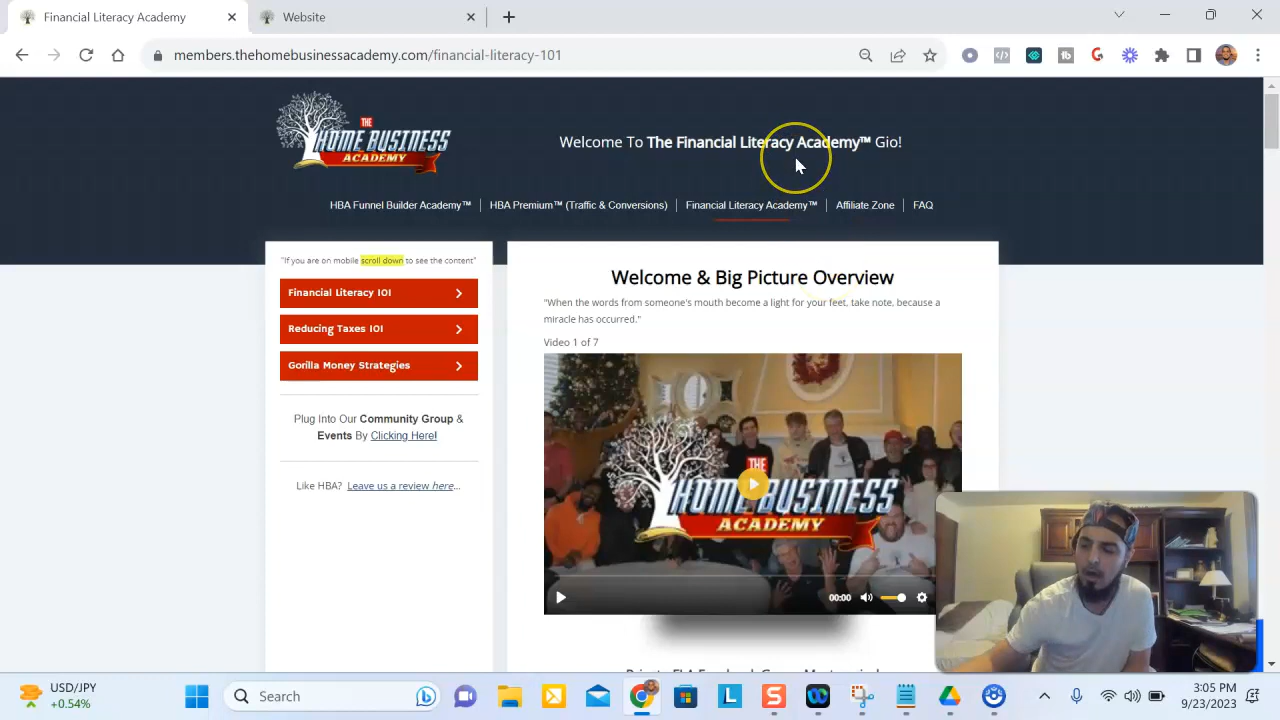 Financial Literacy Academy
Website
members.thehomebusinessacademy.com/financial-literacy-101
THE
HOME BUSINESS
ACADEMY
Welcome To The Financial Literacy Academy™ Gio!
HBA Funnel Builder Academy™ | HBA Premium™ (Traffic & Conversions) | Financial Literacy Academy™ | Affiliate Zone | FAQ
"If you are on mobile scroll down to see the content"
Financial Literacy 101
Reducing Taxes 101
Gorilla Money Strategies
Plug Into Our Community Group &
Events By Clicking Here!
Like HBA? Leave us a review here...
Welcome & Big Picture Overview
"When the words from someone's mouth become a light for your feet, take note, because a
miracle has occurred."
Video 1 of 7
THE
HOME BUSINESS
ACADEMY
00:00
USD/JPY
+0.54%
Search
3:05 PM
9/23/2023